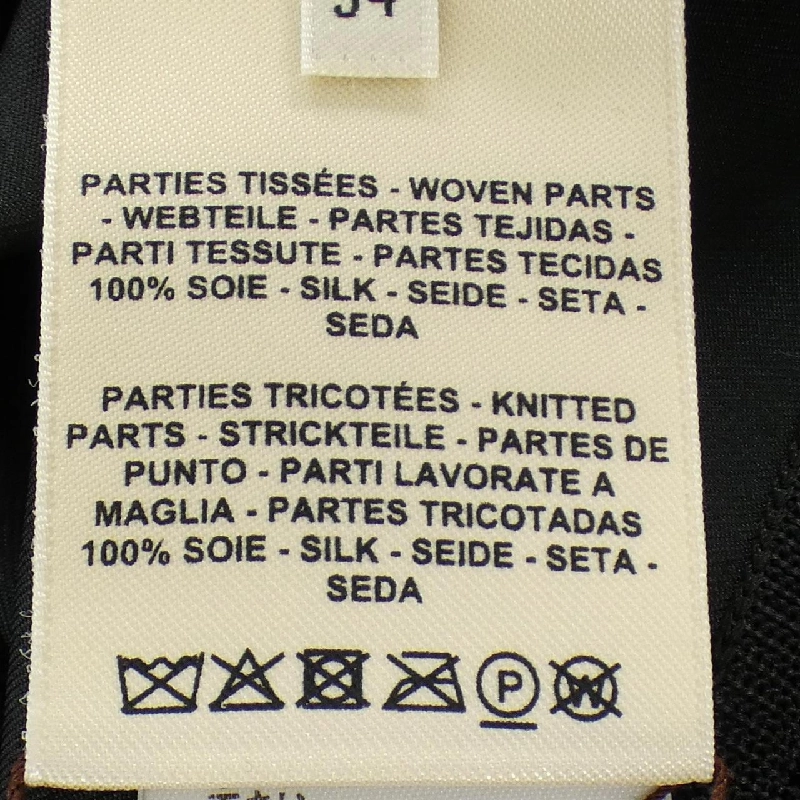 34
PARTIES TISSÉES - WOVEN PARTS
- WEBTEILE - PARTES TEJIDAS -
PARTI TESSUTE - PARTES TECIDAS
100% SOIE - SILK - SEIDE - SETA -
SEDA
PARTIES TRICOTÉES - KNITTED
PARTS - STRICKTEILE - PARTES DE
PUNTO - PARTI LAVORATE A
MAGLIA - PARTES TRICOTADAS
100% SOIE - SILK - SEIDE - SETA -
SEDA
P W